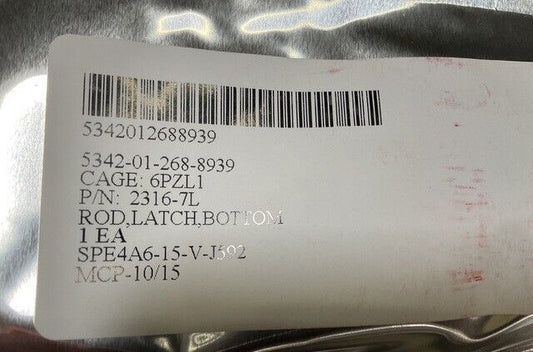 5342012688939
5342-01-268-8939
CAGE: 6PZL1
P/N: 2316-7L
ROD,LATCH,BOTTOM
1 EA
SPE4A6-15-V-J592
MCP-10/15